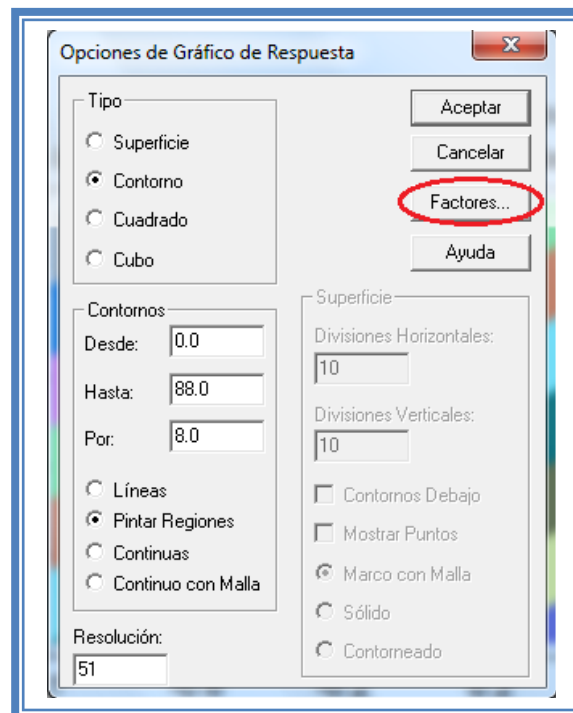 Opciones de Gráfico de Respuesta
Tipo
Superficie
Contorno
Cuadrado
Cubo
Aceptar
Cancelar
Factores...
Ayuda
Contornos
Desde: 0.0
Hasta: 88.0
Por: 8.0
Líneas
Pintar Regiones
Continuas
Continuo con Malla
Resolución:
51
Superficie
Divisiones Horizontales:
10
Divisiones Verticales:
10
Contornos Debajo
Mostrar Puntos
Marco con Malla
Sólido
Contorneado